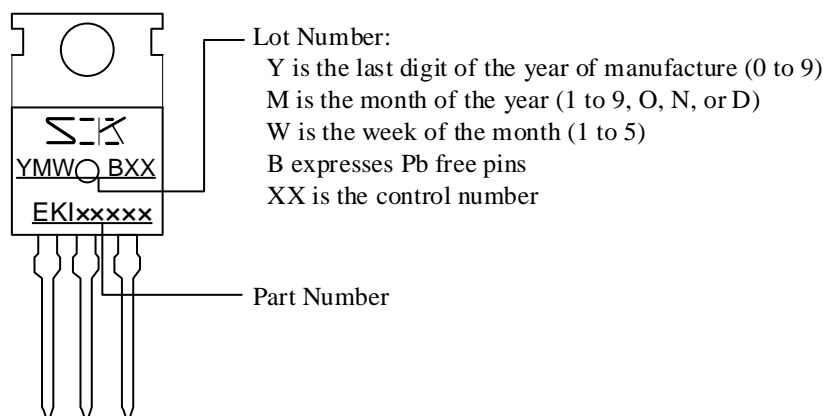 Lot Number:
Y is the last digit of the year of manufacture (0 to 9)
M is the month of the year (1 to 9, O, N, or D)
W is the week of the month (1 to 5)
B expresses Pb free pins
XX is the control number
SK
YMW BXX
EKI×××××
Part Number